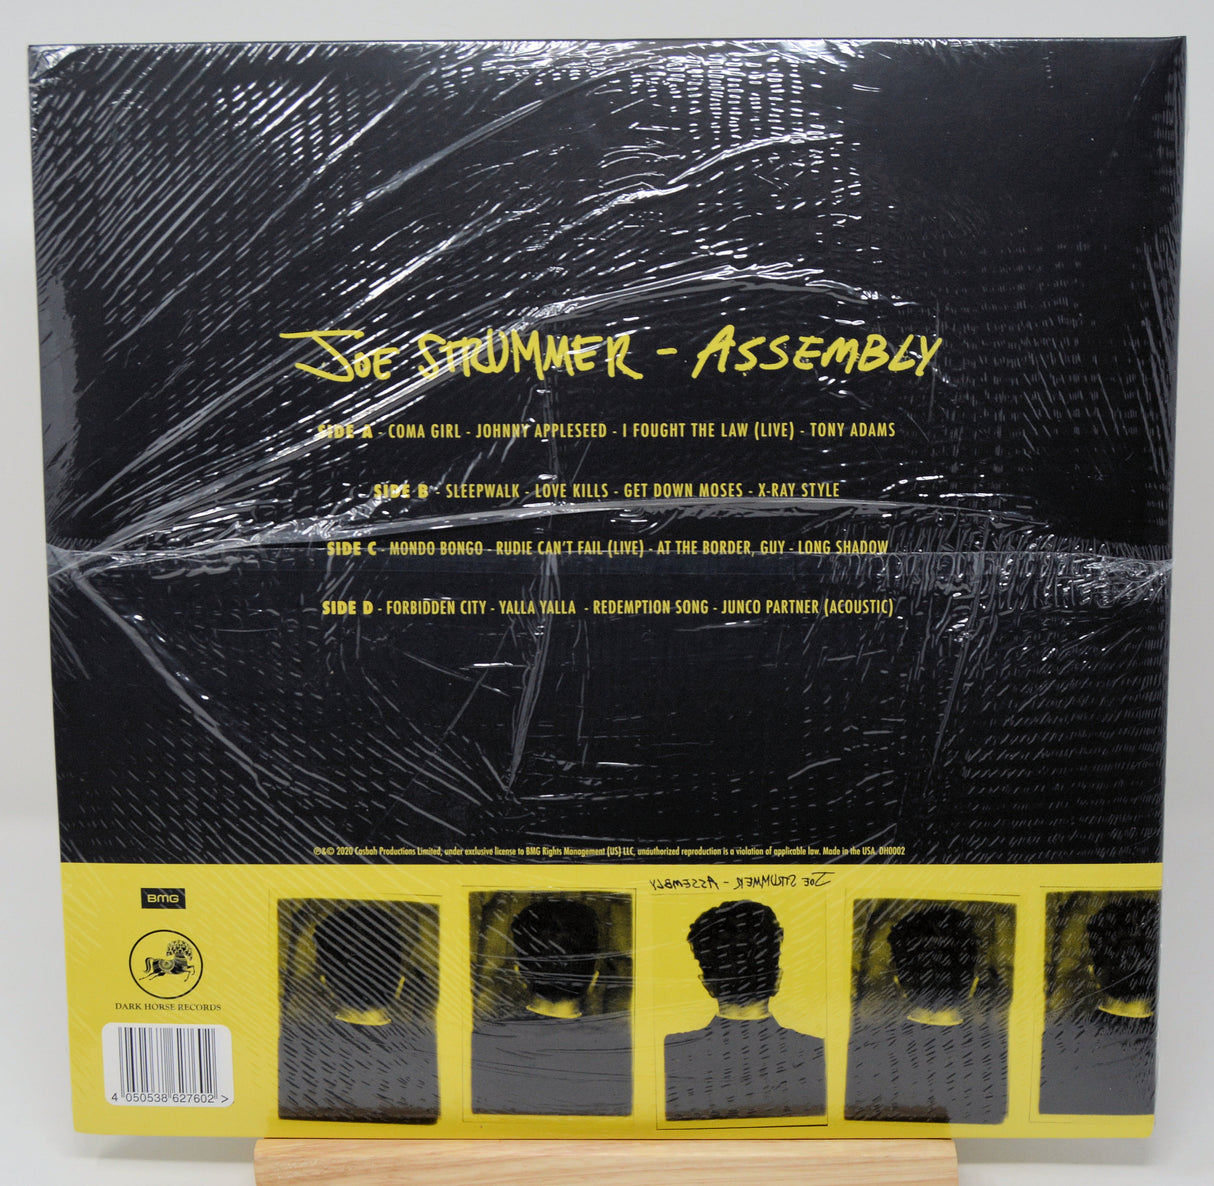 JOE STRUMMER - ASSEMBLY
SIDE A - COMA GIRL - JOHNNY APPLESEED - I FOUGHT THE LAW (LIVE) - TONY ADAMS
SIDE B - SLEEPWALK - LOVE KILLS - GET DOWN MOSES - X-RAY STYLE
SIDE C - MONDO BONGO - RUDIE CAN'T FAIL (LIVE) - AT THE BORDER, GUY - LONG SHADOW
SIDE D - FORBIDDEN CITY - YALLA YALLA - REDEMPTION SONG - JUNCO PARTNER (ACOUSTIC)
℗&© 2020 Casbah Productions Limited, under exclusive license to BMG Rights Management (US) LLC, unauthorized reproduction is a violation of applicable law. Made in the USA. DH0002
JOE STRUMMER - ASSEMBLY
BMG
DARK HORSE RECORDS
4 050538 627602 >